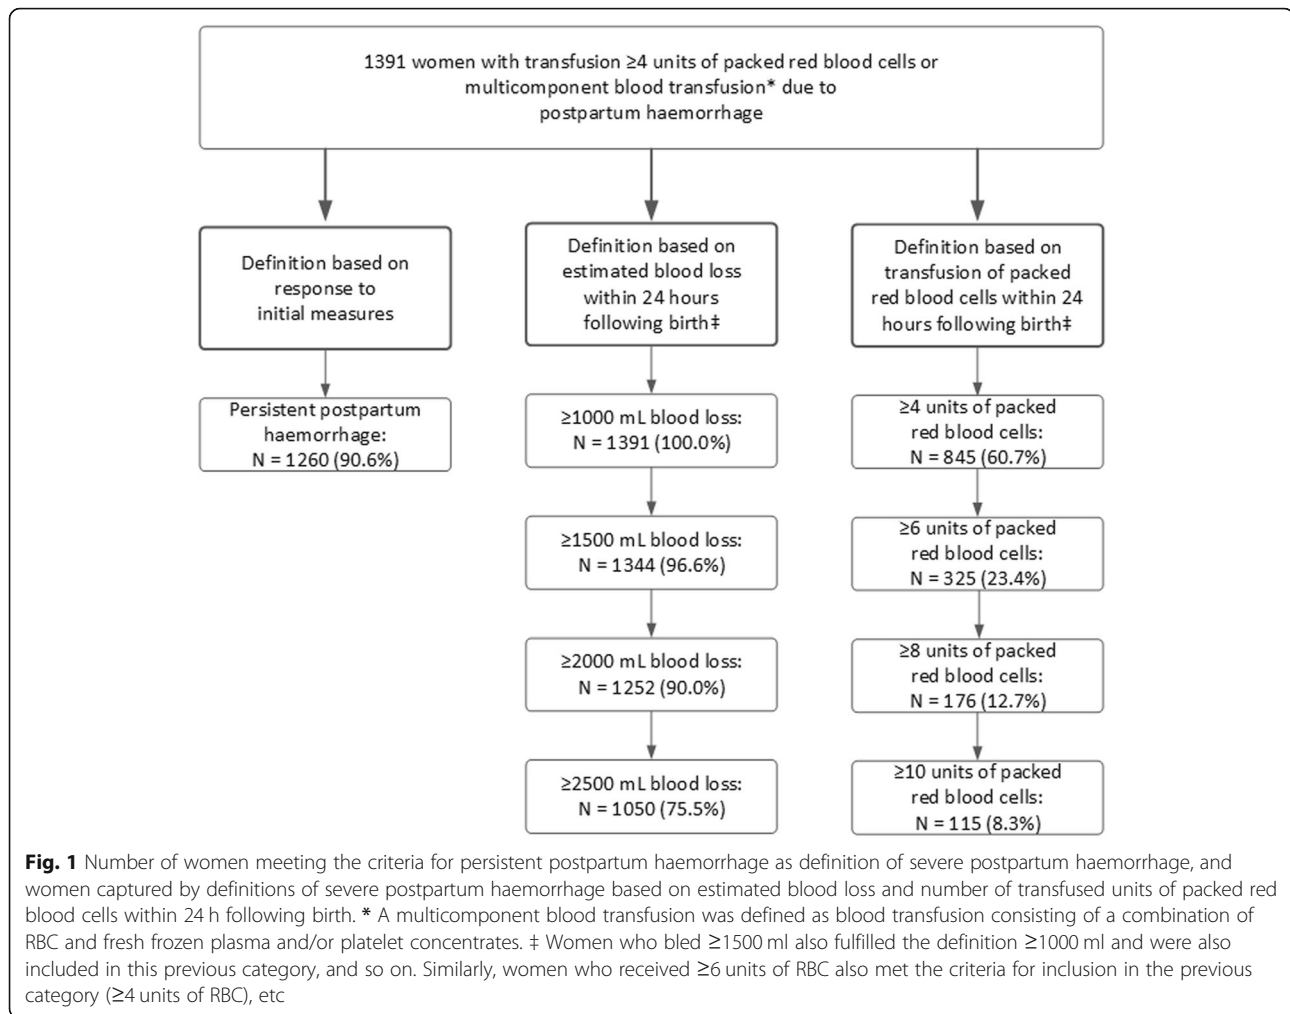 1391 women with transfusion ≥4 units of packed red blood cells or
multicomponent blood transfusion* due to
postpartum haemorrhage
Definition based on
response to
initial measures
Persistent postpartum
haemorrhage:
N = 1260 (90.6%)
Definition based on
estimated blood loss
within 24 hours
following birth‡
≥1000 mL blood loss:
N = 1391 (100.0%)
≥1500 mL blood loss:
N = 1344 (96.6%)
≥2000 mL blood loss:
N = 1252 (90.0%)
≥2500 mL blood loss:
N = 1050 (75.5%)
Definition based on
transfusion of packed
red blood cells within 24
hours following birth‡
≥4 units of packed
red blood cells:
N = 845 (60.7%)
≥6 units of packed
red blood cells:
N = 325 (23.4%)
≥8 units of packed
red blood cells:
N = 176 (12.7%)
≥10 units of packed
red blood cells:
N = 115 (8.3%)
Fig. 1 Number of women meeting the criteria for persistent postpartum haemorrhage as definition of severe postpartum haemorrhage, and
women captured by definitions of severe postpartum haemorrhage based on estimated blood loss and number of transfused units of packed red
blood cells within 24 h following birth. * A multicomponent blood transfusion was defined as blood transfusion consisting of a combination of
RBC and fresh frozen plasma and/or platelet concentrates. ‡ Women who bled ≥1500 ml also fulfilled the definition ≥1000 ml and were also
included in this previous category, and so on. Similarly, women who received ≥6 units of RBC also met the criteria for inclusion in the previous
category (≥4 units of RBC), etc